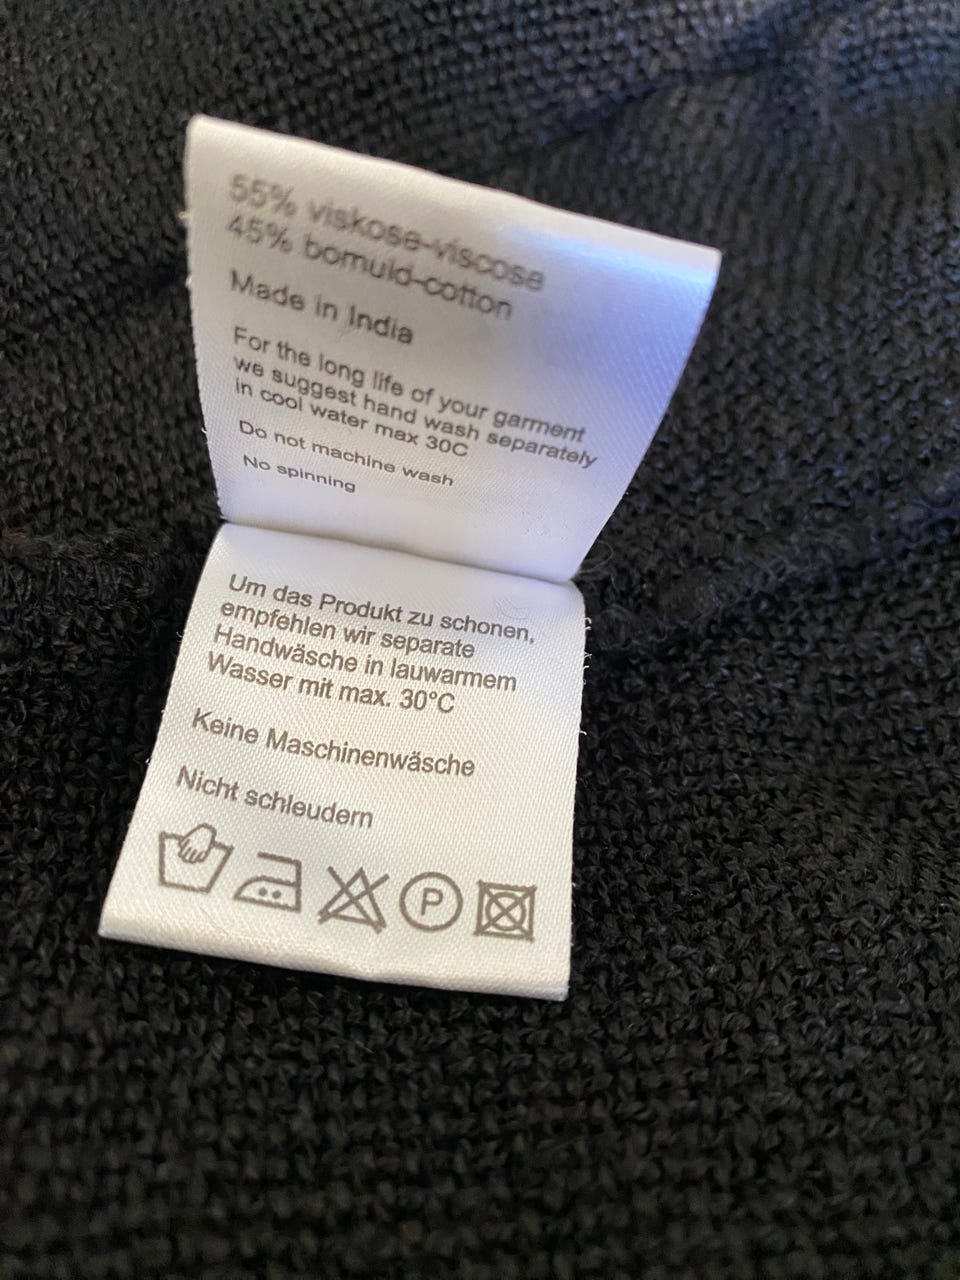 55% viskose-viscose
45% bomuld-cotton
Made in India
For the long life of your garment
we suggest hand wash separately
in cool water max 30C
Do not machine wash
No spinning
Um das Produkt zu schonen,
empfehlen wir separate
Handwäsche in lauwarmem
Wasser mit max. 30°C
Keine Maschinenwäsche
Nicht schleudern
P